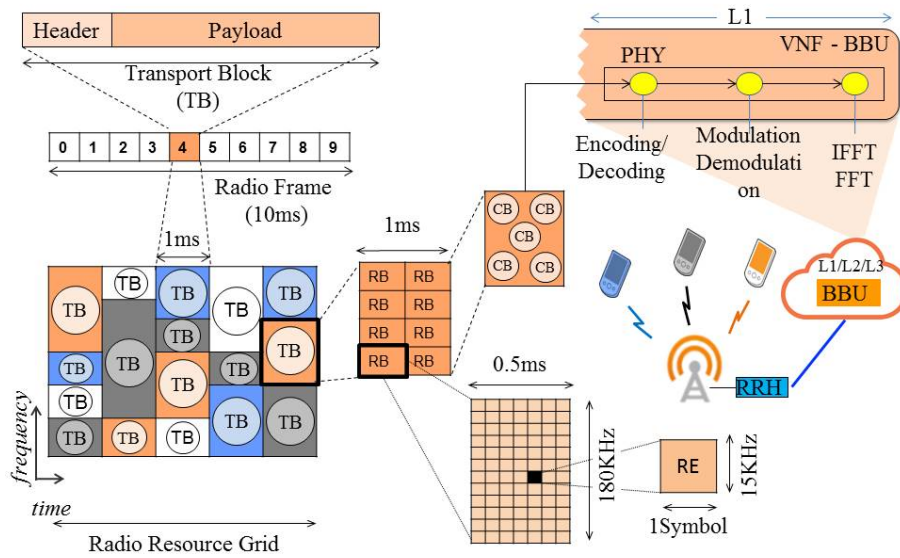 Header Payload
Transport Block
(TB)
0 1 2 3 4 5 6 7 8 9
Radio Frame
(10ms)
1ms
TB TB TB TB TB
TB TB
TB TB TB TB
TB TB TB
TB TB TB TB TB
frequency
time
Radio Resource Grid
1ms
RB RB
RB RB
RB RB
RB RB
CB CB
CB
CB CB
0.5ms
180KHz
RE
15KHz
1Symbol
L1
VNF - BBU
PHY
Encoding/
Decoding
Modulation
Demodulati
on
IFFT
FFT
L1/L2/L3
BBU
RRH